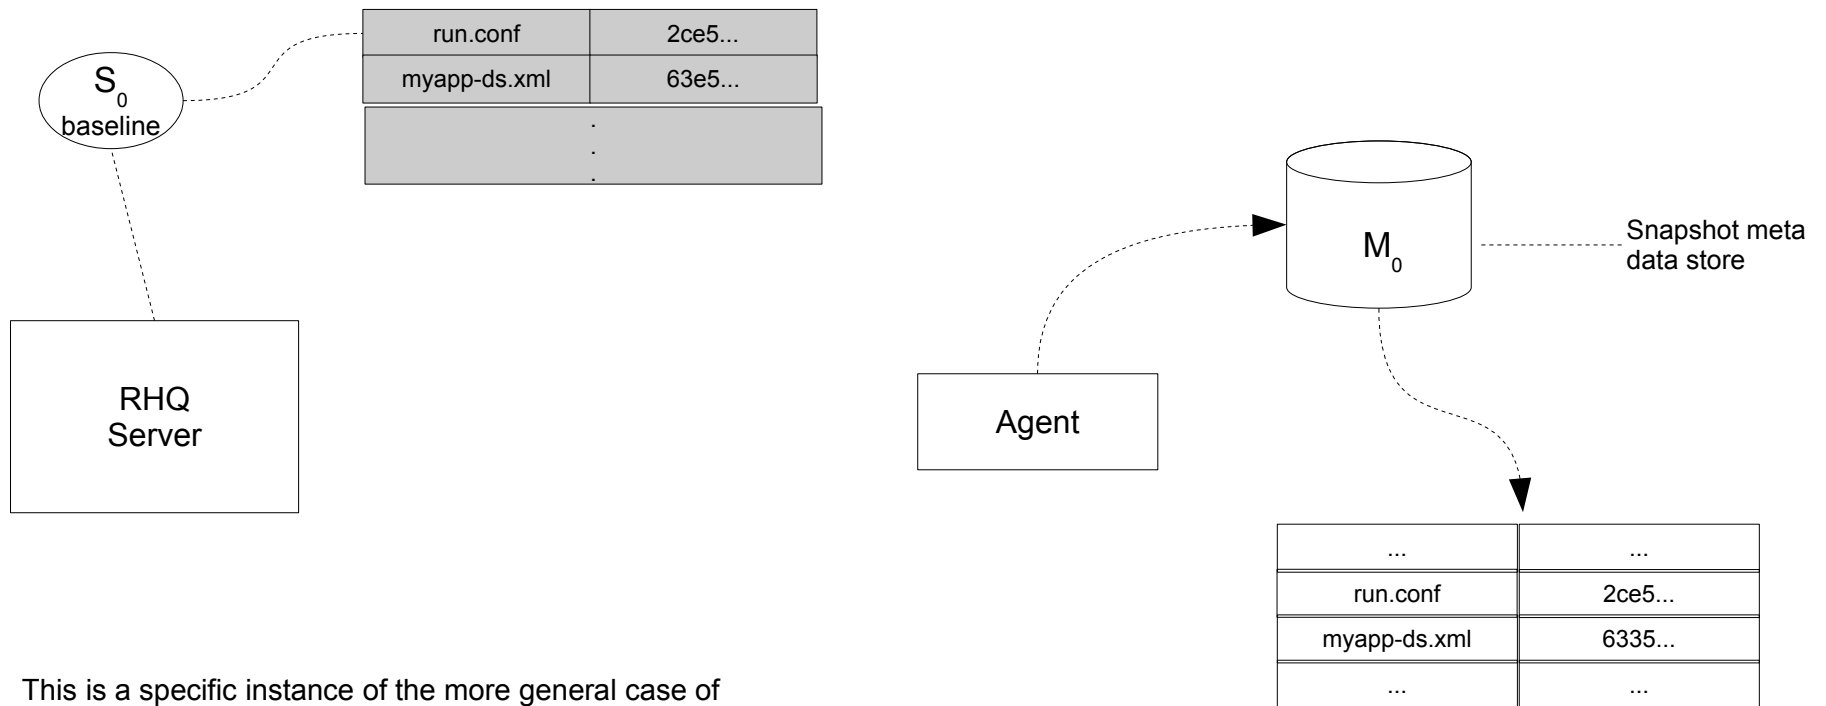 run.conf 2ce5...
myapp-ds.xml 63e5...
.
.
.
S0
baseline
M0
Snapshot meta
data store
RHQ
Server
Agent
... ...
run.conf 2ce5...
myapp-ds.xml 6335...
... ...
This is a specific instance of the more general case of